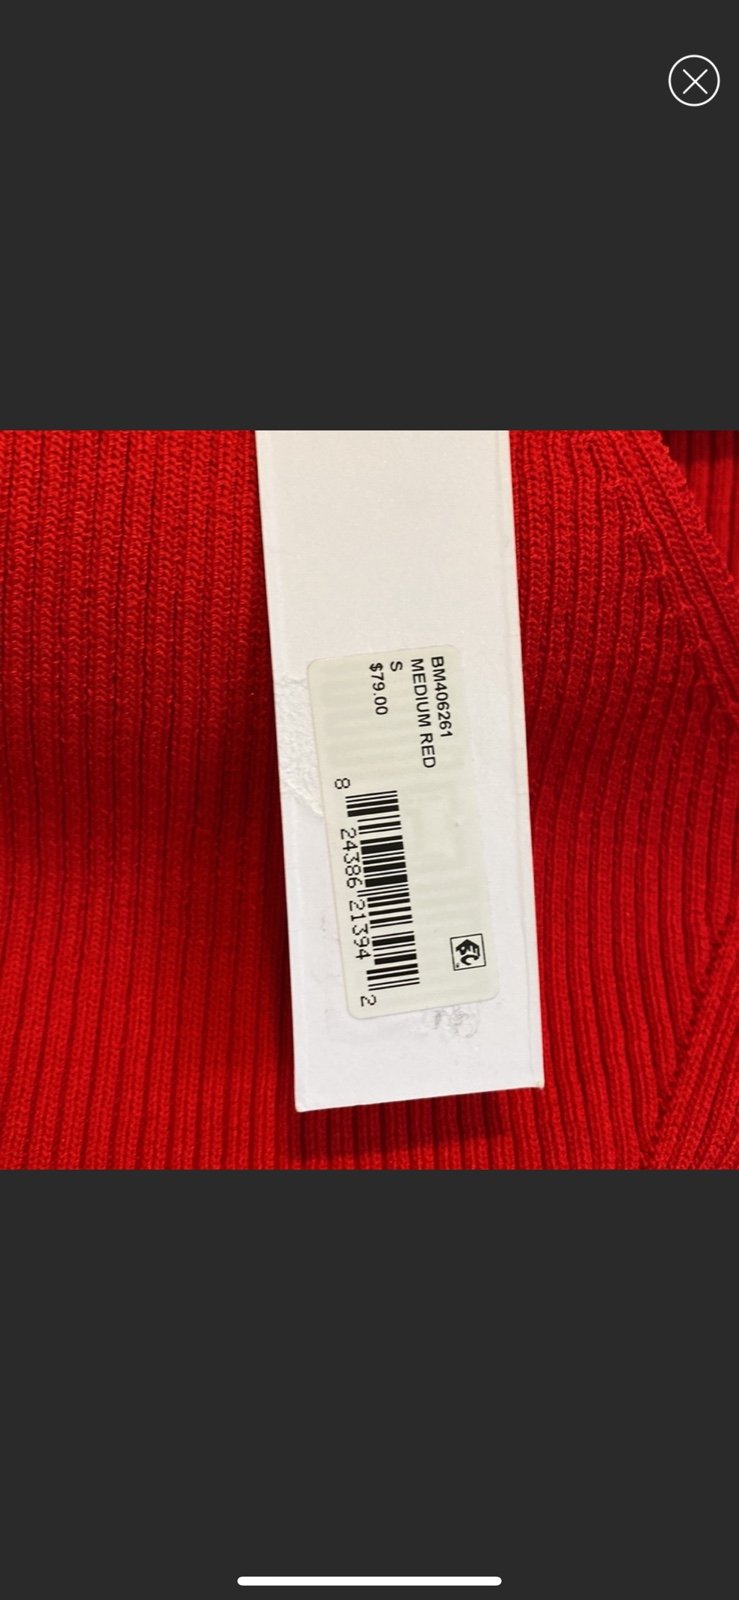 BM406261
MEDIUM RED
S
$79.00
8 24386 21394 2